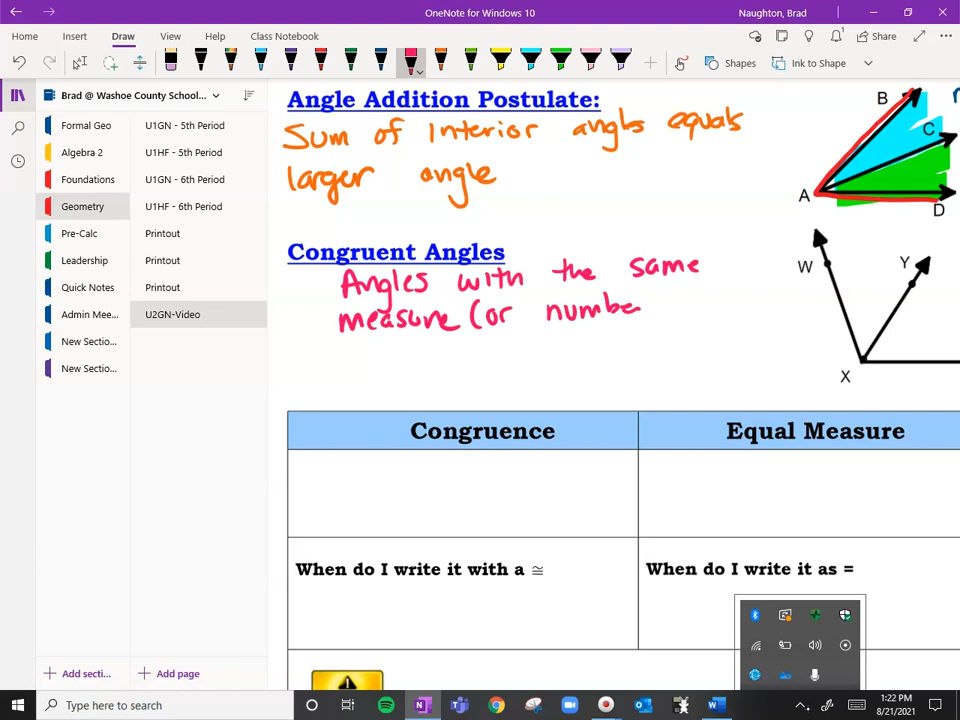 OneNote for Windows 10
Naughton, Brad
Home Insert Draw View Help Class Notebook
Share
Shapes
Ink to Shape
Brad @ Washoe County School...
Formal Geo
Algebra 2
Foundations
Geometry
Pre-Calc
Leadership
Quick Notes
Admin Mee...
New Sectio...
New Sectio...
Add secti...
U1GN - 5th Period
U1HF - 5th Period
U1GN - 6th Period
U1HF - 6th Period
Printout
Printout
Printout
U2GN-Video
Add page
Angle Addition Postulate:
Sum of Interior angles equals
larger angle
B
C
A
D
Congruent Angles
Angles with the same
measure (or numbe
W
Y
X
Congruence
Equal Measure
When do I write it with a ≅
When do I write it as =
Type here to search
1:22 PM
8/21/2021